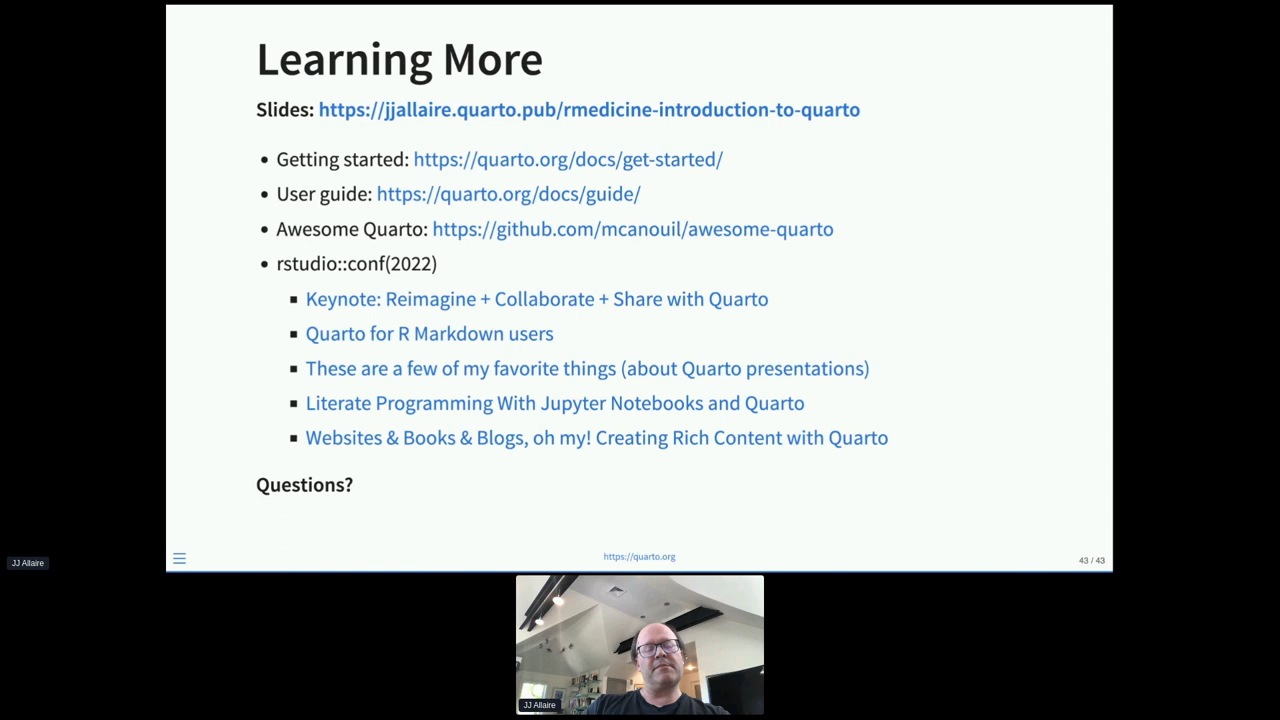 Learning More
Slides: https://jjallaire.quarto.pub/rmedicine-introduction-to-quarto
• Getting started: https://quarto.org/docs/get-started/
• User guide: https://quarto.org/docs/guide/
• Awesome Quarto: https://github.com/mcanouil/awesome-quarto
• rstudio::conf(2022)
▪ Keynote: Reimagine + Collaborate + Share with Quarto
▪ Quarto for R Markdown users
▪ These are a few of my favorite things (about Quarto presentations)
▪ Literate Programming With Jupyter Notebooks and Quarto
▪ Websites & Books & Blogs, oh my! Creating Rich Content with Quarto
Questions?
https://quarto.org
43 / 43
JJ Allaire
JJ Allaire